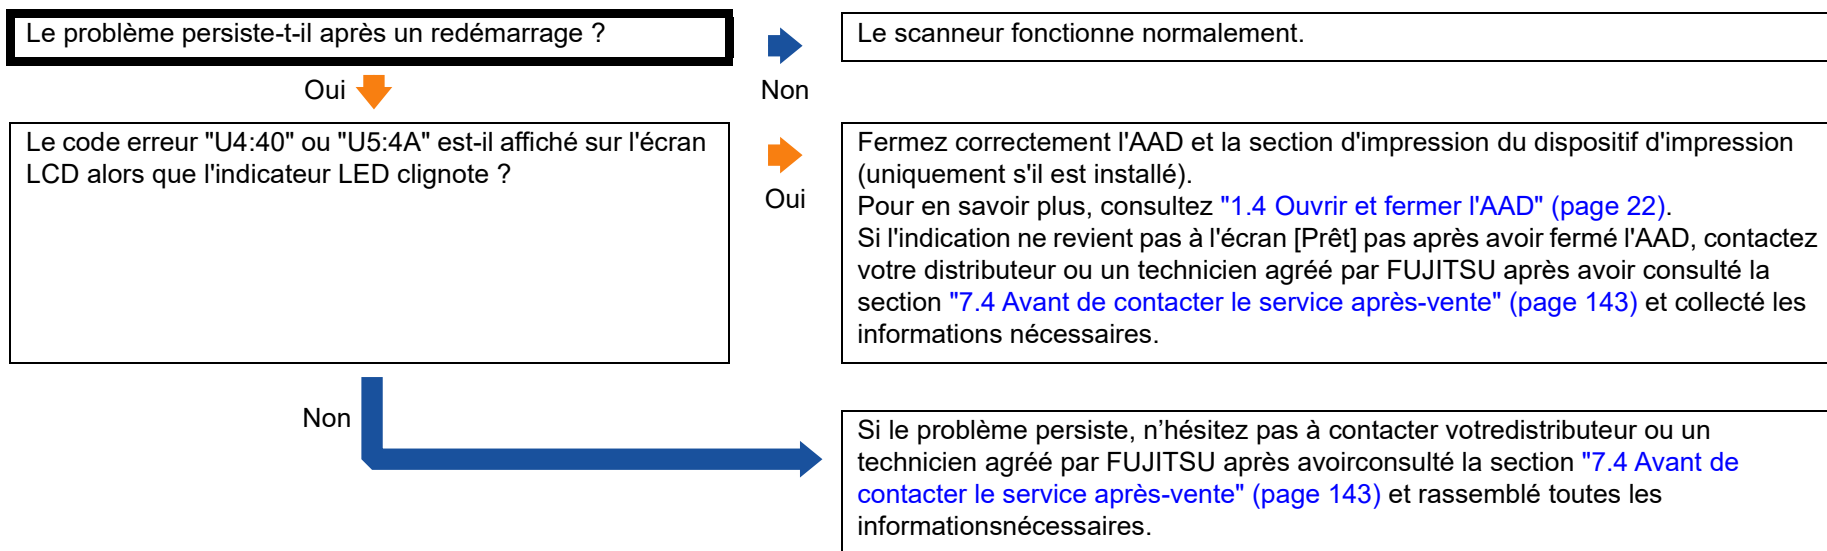 Le problème persiste-t-il après un redémarrage ?
Le scanneur fonctionne normalement.
Oui
Non
Le code erreur "U4:40" ou "U5:4A" est-il affiché sur l'écran
LCD alors que l'indicateur LED clignote ?
Oui
Fermez correctement l'AAD et la section d'impression du dispositif d'impression
(uniquement s'il est installé).
Pour en savoir plus, consultez "1.4 Ouvrir et fermer l'AAD" (page 22).
Si l'indication ne revient pas à l'écran [Prêt] pas après avoir fermé l'AAD, contactez
votre distributeur ou un technicien agréé par FUJITSU après avoir consulté la
section "7.4 Avant de contacter le service après-vente" (page 143) et collecté les
informations nécessaires.
Non
Si le problème persiste, n’hésitez pas à contacter votredistributeur ou un
technicien agréé par FUJITSU après avoirconsulté la section "7.4 Avant de
contacter le service après-vente" (page 143) et rassemblé toutes les
informationsnécessaires.